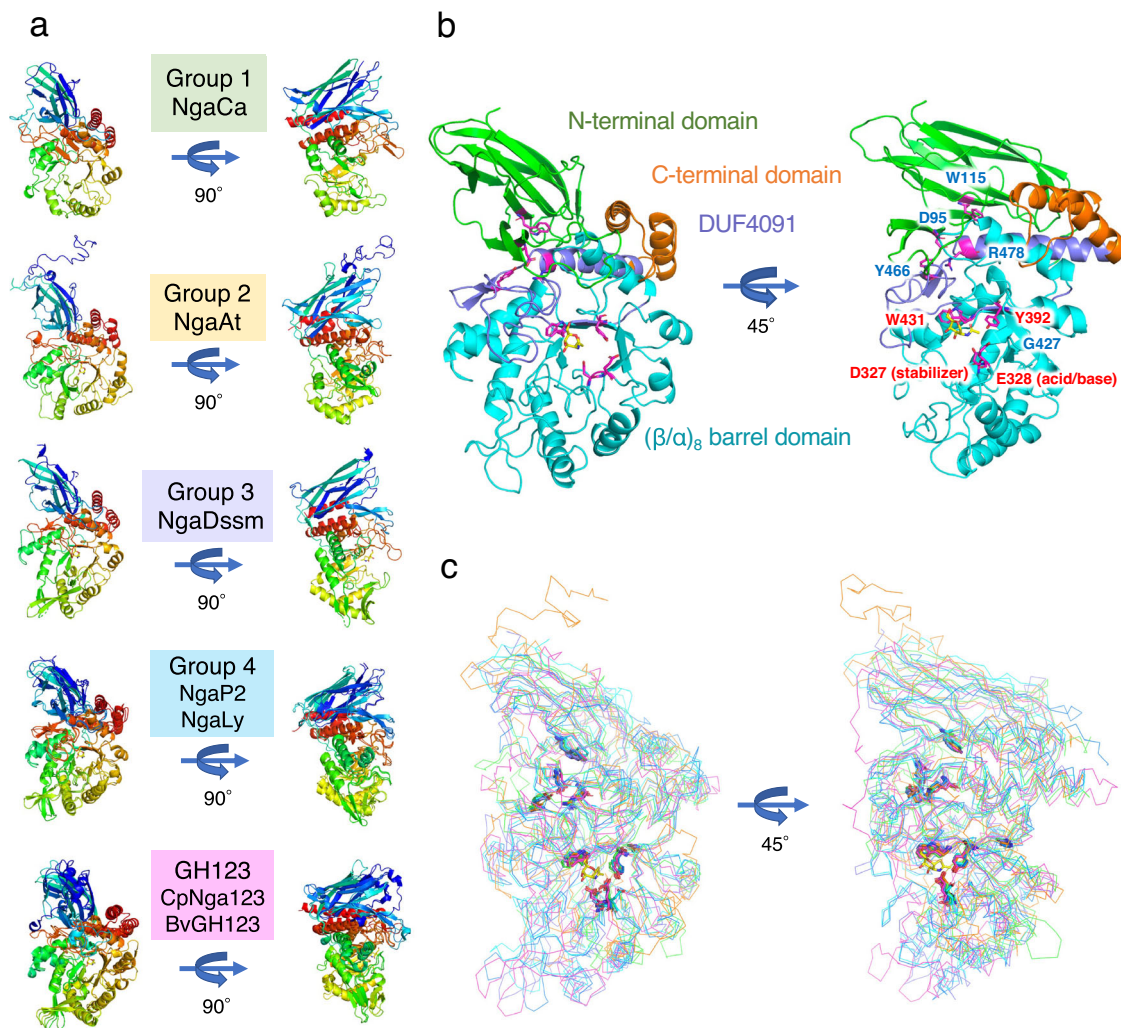 a
Group 1
NgaCa
90°
Group 2
NgaAt
90°
Group 3
NgaDssm
90°
Group 4
NgaP2
NgaLy
90°
GH123
CpNga123
BvGH123
90°
b
N-terminal domain
C-terminal domain
DUF4091
45°
(β/α)₈ barrel domain
W115
D95
R478
Y466
W431
Y392
G427
D327 (stabilizer)
E328 (acid/base)
c
45°